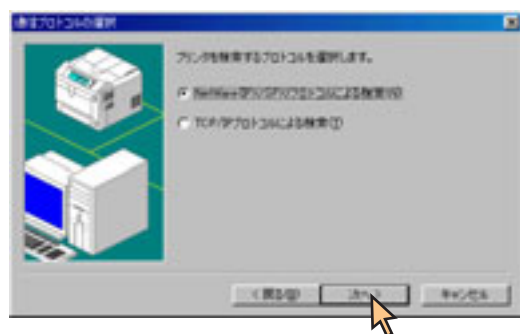 通信プロトコルの選択
プリンタを検索するプロトコルを選択します。
NetWare(IPX/SPX)プロトコルによる検索(N)
TCP/IPプロトコルによる検索(T)
< 戻る(B)
次へ >
キャンセル